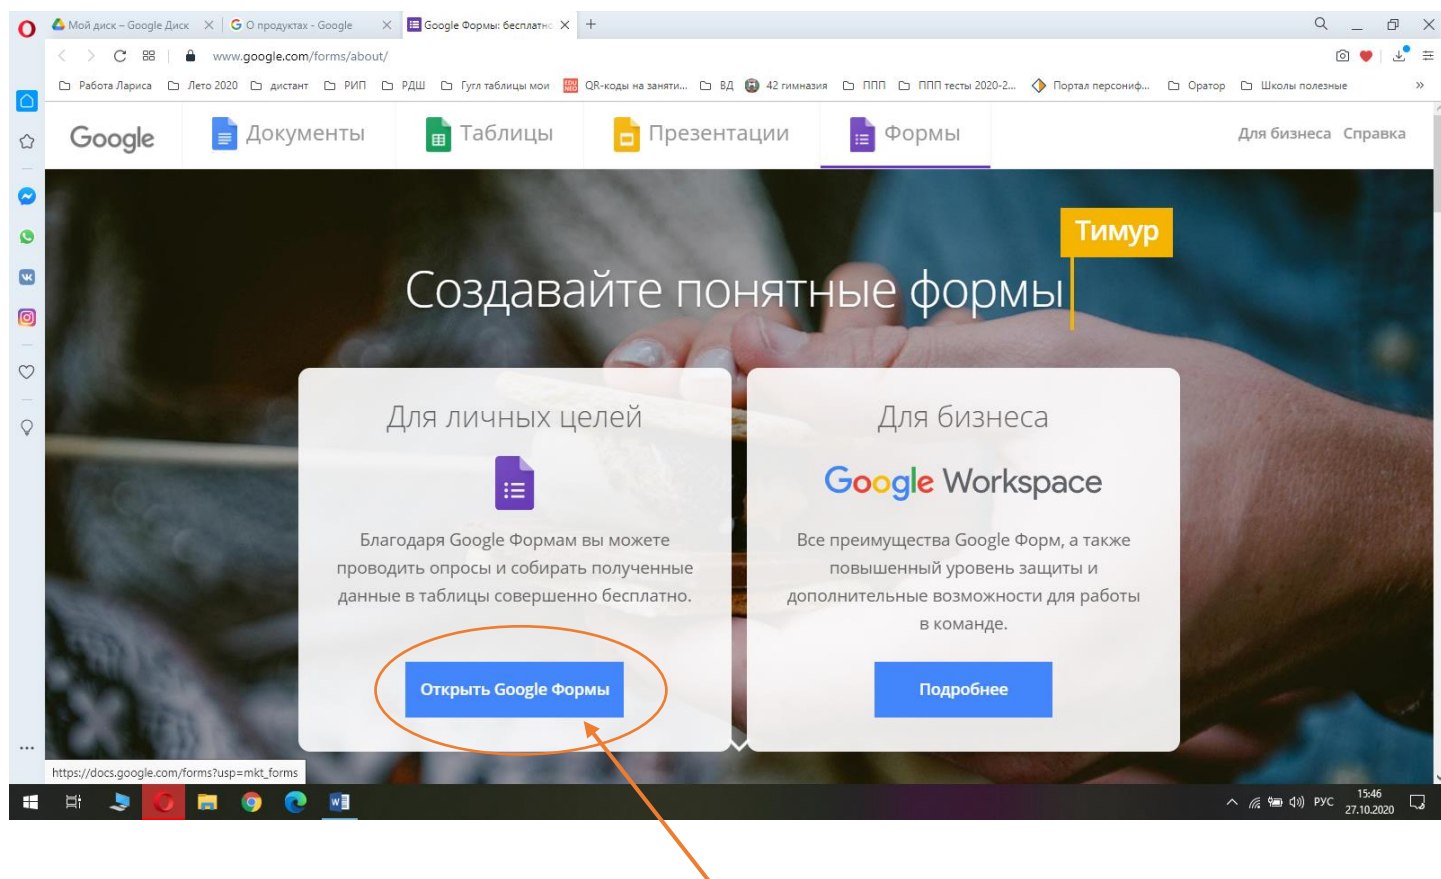 Мой диск – Google Диск
О продуктах - Google
Google Формы: бесплатно
www.google.com/forms/about/
Работа Лариса
Лето 2020
дистант
РИП
РДШ
Гугл таблицы мои
EDU NEO
QR-коды на заняти...
ВД
42 гимназия
ППП
ППП тесты 2020-2...
Портал персониф...
Оратор
Школы полезные
Google
Документы
Таблицы
Презентации
Формы
Для бизнеса
Справка
Тимур
Создавайте понятные формы
Для личных целей
Благодаря Google Формам вы можете
проводить опросы и собирать полученные
данные в таблицы совершенно бесплатно.
Открыть Google Формы
Для бизнеса
Google Workspace
Все преимущества Google Форм, а также
повышенный уровень защиты и
дополнительные возможности для работы
в команде.
Подробнее
https://docs.google.com/forms?usp=mkt_forms
РУС
15:46
27.10.2020